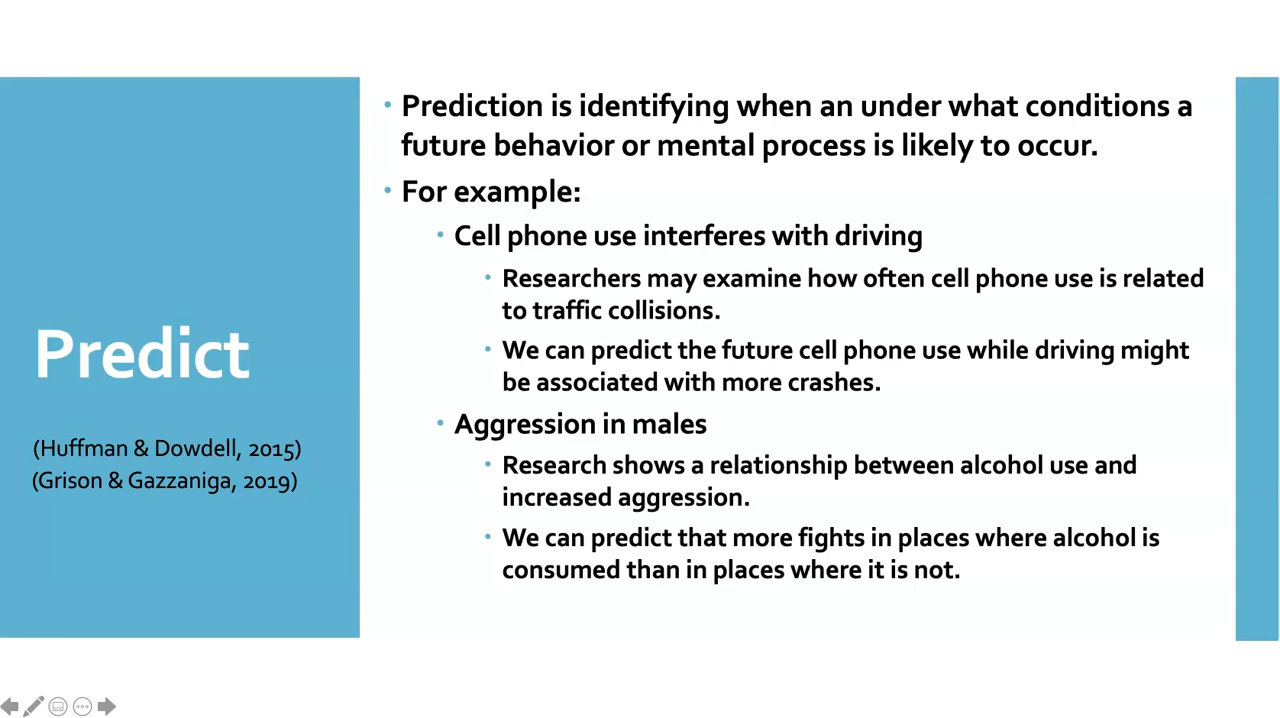 Predict
(Huffman & Dowdell, 2015)
(Grison & Gazzaniga, 2019)
• Prediction is identifying when an under what conditions a
future behavior or mental process is likely to occur.
• For example:
• Cell phone use interferes with driving
• Researchers may examine how often cell phone use is related
to traffic collisions.
• We can predict the future cell phone use while driving might
be associated with more crashes.
• Aggression in males
• Research shows a relationship between alcohol use and
increased aggression.
• We can predict that more fights in places where alcohol is
consumed than in places where it is not.